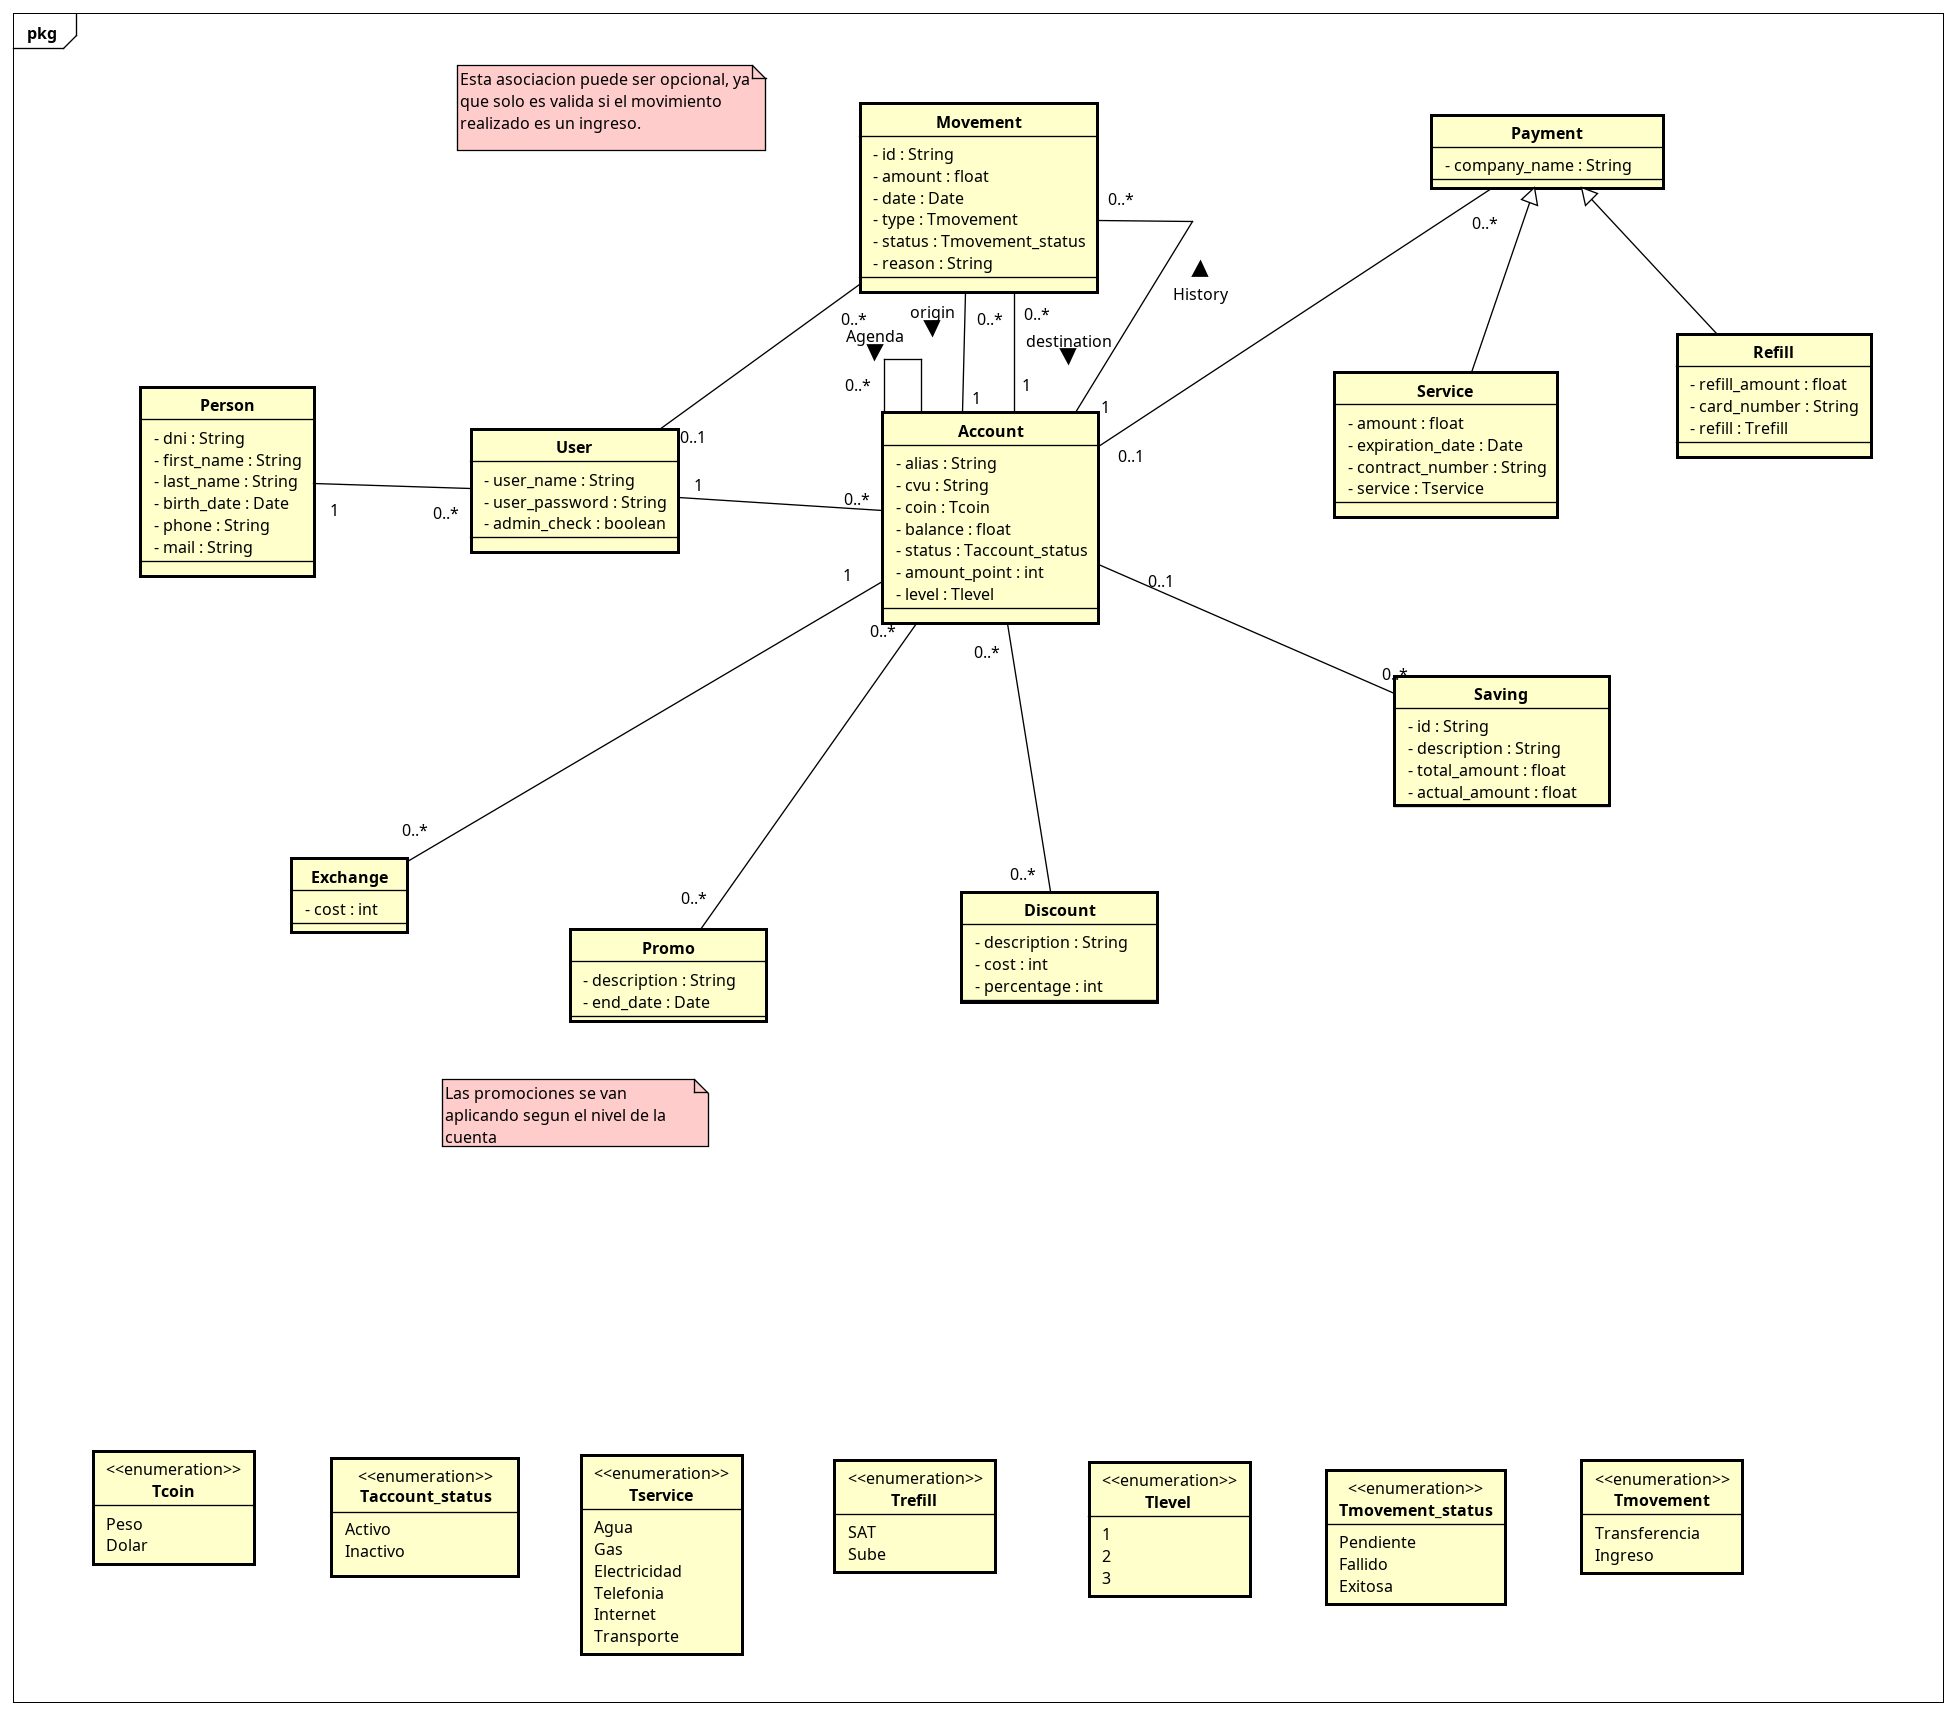 pkg
Esta asociacion puede ser opcional, ya
que solo es valida si el movimiento
realizado es un ingreso.
Movement
- id : String
- amount : float
- date : Date
- type : Tmovement
- status : Tmovement_status
- reason : String
Payment
- company_name : String
0..*
0..*
History
0..*
origin
0..*
0..*
Agenda
destination
0..*
1
1
1
Refill
- refill_amount : float
- card_number : String
- refill : Trefill
Service
- amount : float
- expiration_date : Date
- contract_number : String
- service : Tservice
Person
- dni : String
- first_name : String
- last_name : String
- birth_date : Date
- phone : String
- mail : String
1
0..*
User
- user_name : String
- user_password : String
- admin_check : boolean
0..1
1
0..*
Account
- alias : String
- cvu : String
- coin : Tcoin
- balance : float
- status : Taccount_status
- amount_point : int
- level : Tlevel
0..1
0..1
1
0..*
0..*
0..*
Saving
- id : String
- description : String
- total_amount : float
- actual_amount : float
0..*
Exchange
- cost : int
0..*
Promo
- description : String
- end_date : Date
0..*
Discount
- description : String
- cost : int
- percentage : int
Las promociones se van
aplicando segun el nivel de la
cuenta
<<enumeration>>
Tcoin
Peso
Dolar
<<enumeration>>
Taccount_status
Activo
Inactivo
<<enumeration>>
Tservice
Agua
Gas
Electricidad
Telefonia
Internet
Transporte
<<enumeration>>
Trefill
SAT
Sube
<<enumeration>>
Tlevel
1
2
3
<<enumeration>>
Tmovement_status
Pendiente
Fallido
Exitosa
<<enumeration>>
Tmovement
Transferencia
Ingreso